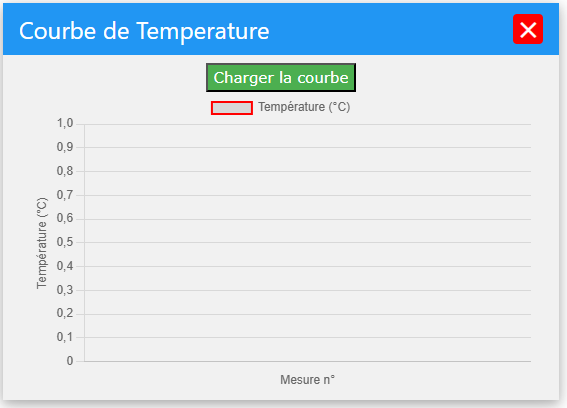 Courbe de Temperature
Charger la courbe
Température (°C)
1,0
0,9
0,8
0,7
0,6
0,5
0,4
0,3
0,2
0,1
0
Température (°C)
Mesure n°